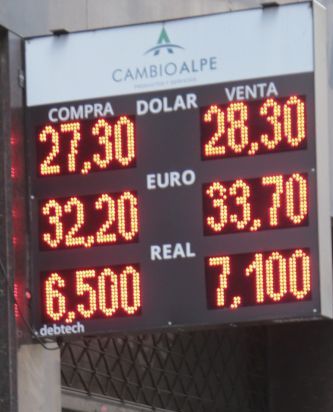 CAMBIOALPE
COMPRA DOLAR VENTA
27,30 28,30
EURO
32,20 33,70
REAL
6,500 7,100
debtech